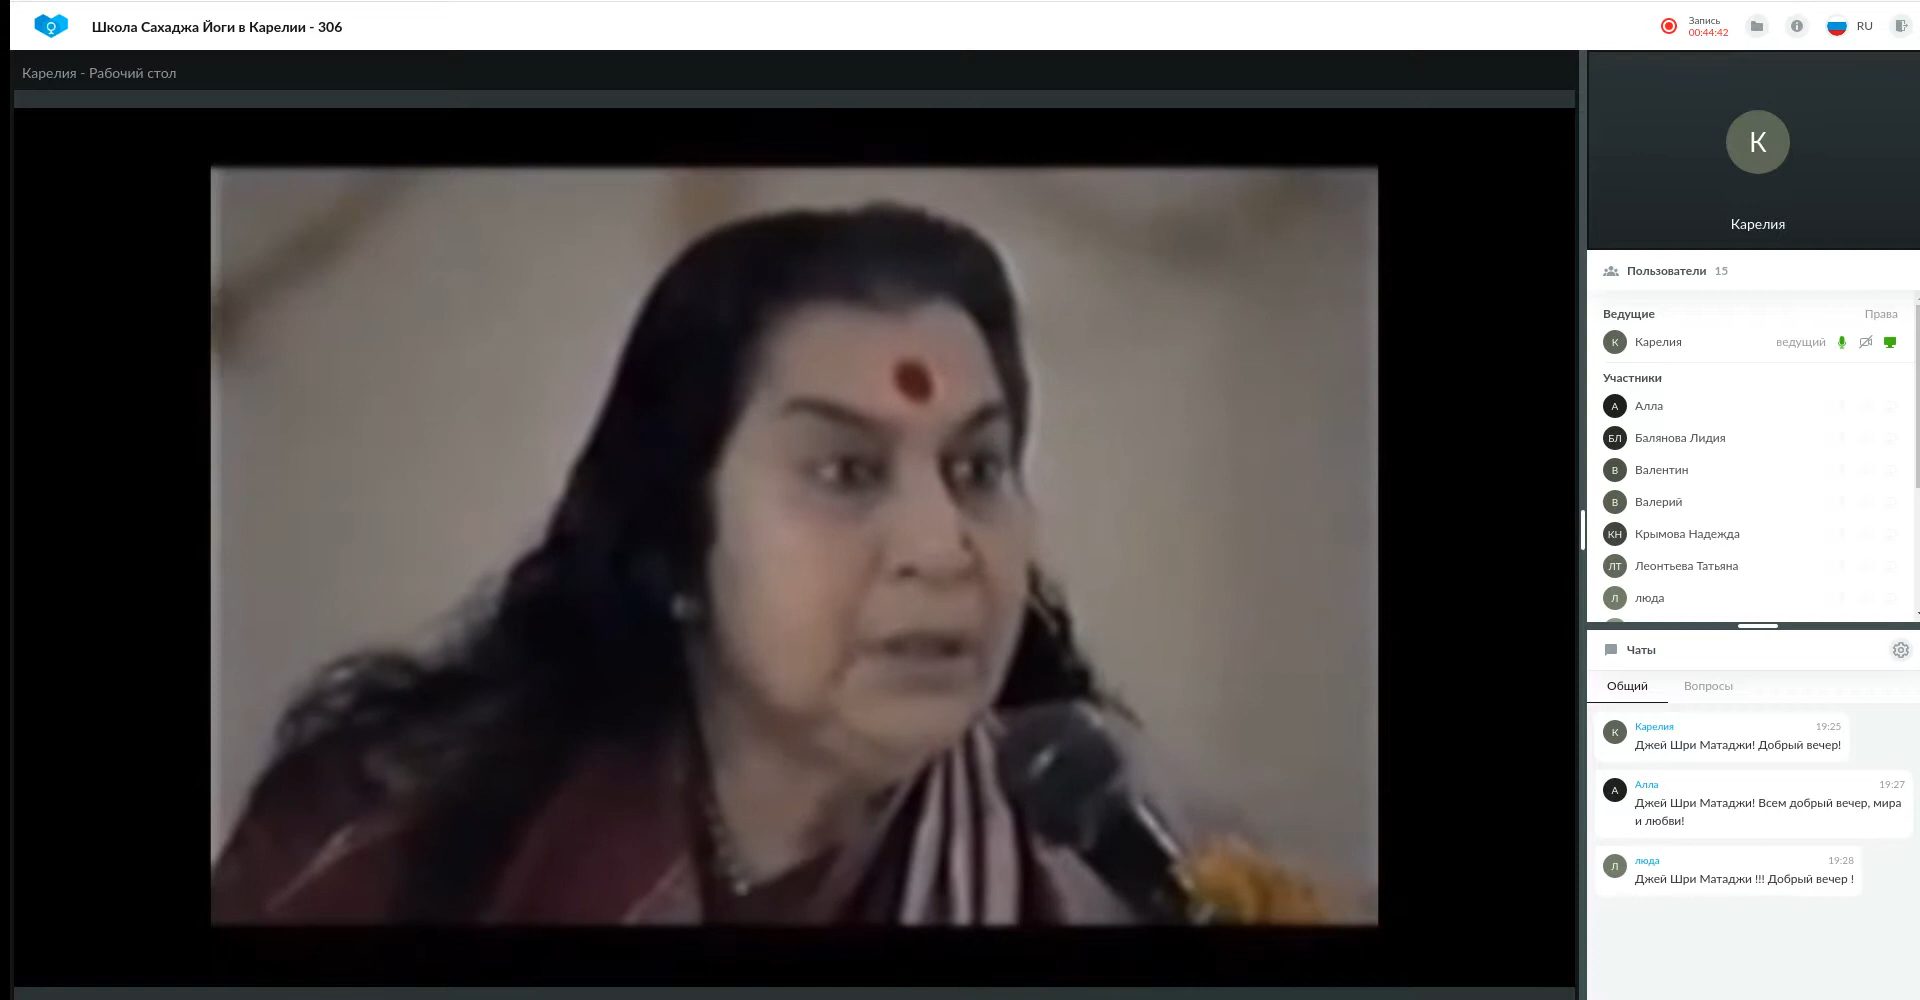 Школа Сахаджа Йоги в Карелии - 306
Запись
00:44:42
RU
Карелия - Рабочий стол
К
Карелия
Пользователи 15
Ведущие Права
К Карелия ведущий
Участники
А Алла
БЛ Балянова Лидия
В Валентин
В Валерий
КН Крымова Надежда
ЛТ Леонтьева Татьяна
Л люда
Чаты
Общий Вопросы
К Карелия 19:25
Джей Шри Матаджи! Добрый вечер!
А Алла 19:27
Джей Шри Матаджи! Всем добрый вечер, мира
и любви!
Л люда 19:28
Джей Шри Матаджи !!! Добрый вечер !